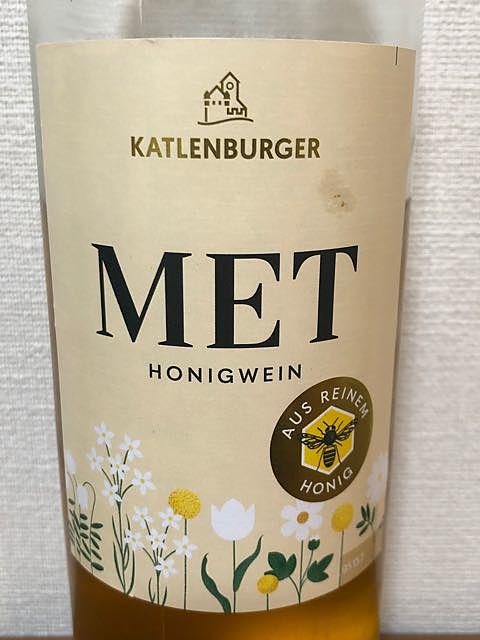 KATLENBURGER
MET
HONIGWEIN
AUS REINEM
HONIG